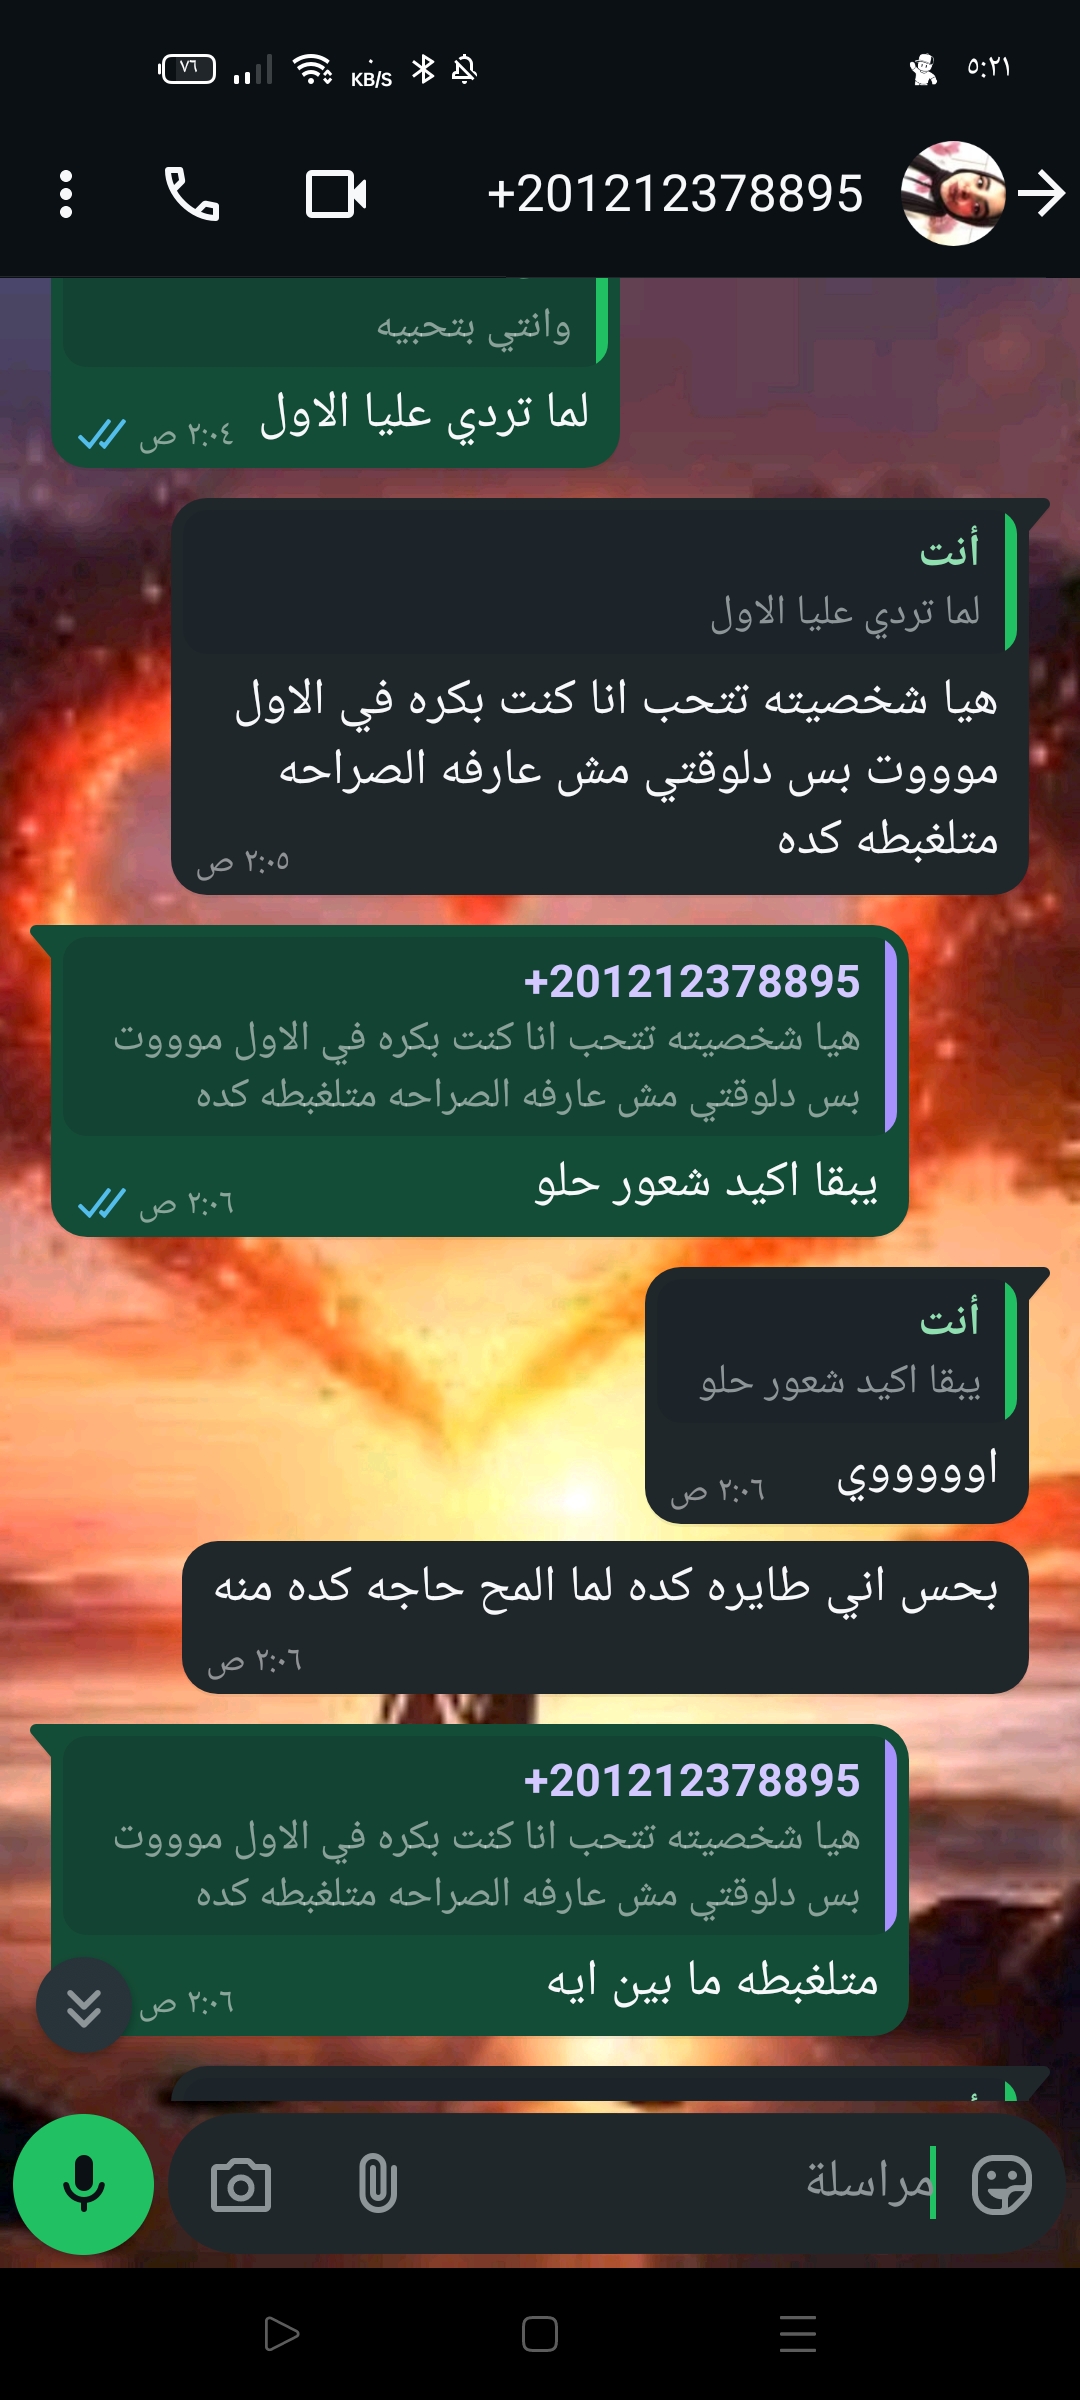 ٧٦
KB/S
٥:٢١
+201212378895
وانتي بتحبيه
لما تردي عليا الاول
٢:٠٤ ص
أنت
لما تردي عليا الاول
هيا شخصيته تتحب انا كنت بكره في الاول
موووت بس دلوقتي مش عارفه الصراحه
متلغبطه كده
٢:٠٥ ص
+201212378895
هيا شخصيته تتحب انا كنت بكره في الاول موووت
بس دلوقتي مش عارفه الصراحه متلغبطه كده
يبقا اكيد شعور حلو
٢:٠٦ ص
أنت
يبقا اكيد شعور حلو
اوووووي
٢:٠٦ ص
بحس اني طايره كده لما المح حاجه كده منه
٢:٠٦ ص
+201212378895
هيا شخصيته تتحب انا كنت بكره في الاول موووت
بس دلوقتي مش عارفه الصراحه متلغبطه كده
متلغبطه ما بين ايه
٢:٠٦ ص
مراسلة